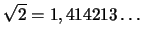 √2 = 1,414213…